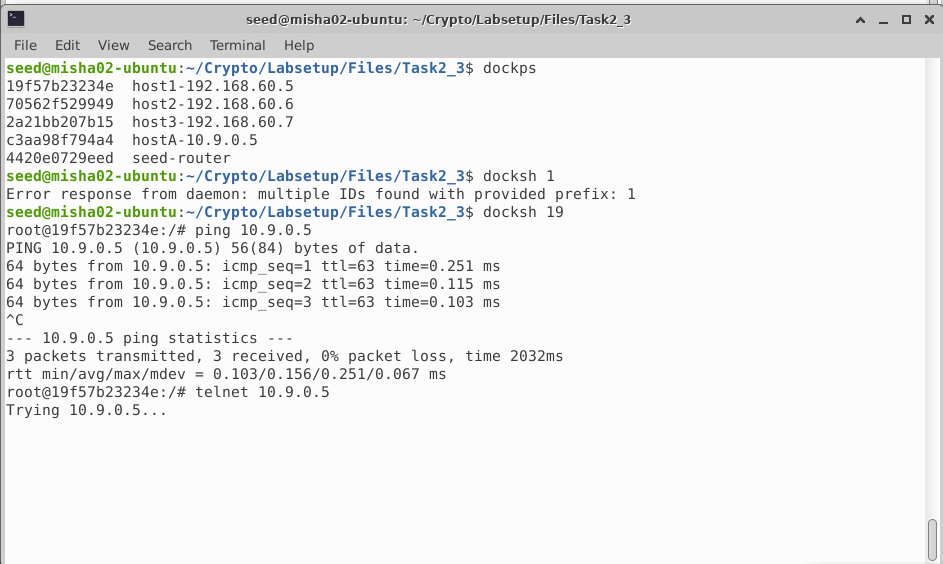 seed@misha02-ubuntu: ~/Crypto/Labsetup/Files/Task2_3
File Edit View Search Terminal Help
seed@misha02-ubuntu:~/Crypto/Labsetup/Files/Task2_3$ dockps
19f57b23234e  host1-192.168.60.5
70562f529949  host2-192.168.60.6
2a21bb207b15  host3-192.168.60.7
c3aa98f794a4  hostA-10.9.0.5
4420e0729eed  seed-router
seed@misha02-ubuntu:~/Crypto/Labsetup/Files/Task2_3$ docksh 1
Error response from daemon: multiple IDs found with provided prefix: 1
seed@misha02-ubuntu:~/Crypto/Labsetup/Files/Task2_3$ docksh 19
root@19f57b23234e:/# ping 10.9.0.5
PING 10.9.0.5 (10.9.0.5) 56(84) bytes of data.
64 bytes from 10.9.0.5: icmp_seq=1 ttl=63 time=0.251 ms
64 bytes from 10.9.0.5: icmp_seq=2 ttl=63 time=0.115 ms
64 bytes from 10.9.0.5: icmp_seq=3 ttl=63 time=0.103 ms
^C
--- 10.9.0.5 ping statistics ---
3 packets transmitted, 3 received, 0% packet loss, time 2032ms
rtt min/avg/max/mdev = 0.103/0.156/0.251/0.067 ms
root@19f57b23234e:/# telnet 10.9.0.5
Trying 10.9.0.5...